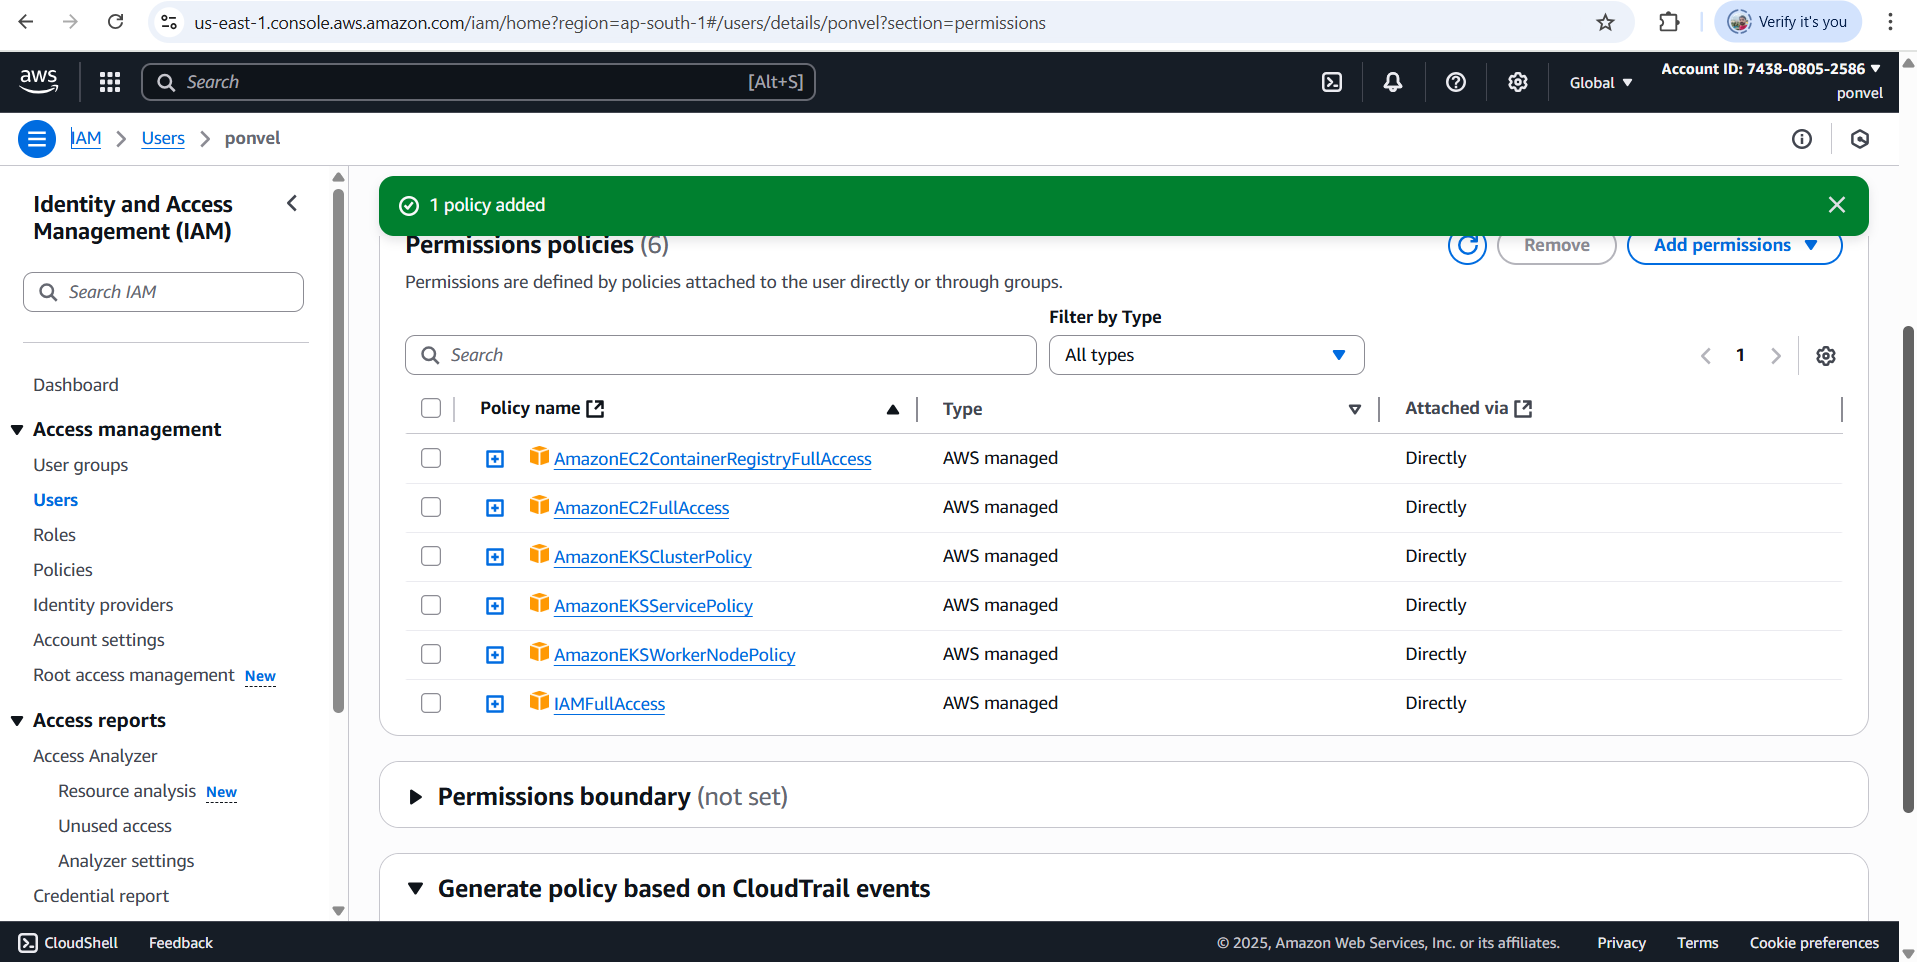 us-east-1.console.aws.amazon.com/iam/home?region=ap-south-1#/users/details/ponvel?section=permissions
Verify it's you
aws
Search [Alt+S]
Global
Account ID: 7438-0805-2586
ponvel
IAM
Users
ponvel
Identity and Access
Management (IAM)
Search IAM
Dashboard
Access management
User groups
Users
Roles
Policies
Identity providers
Account settings
Root access management New
Access reports
Access Analyzer
Resource analysis New
Unused access
Analyzer settings
Credential report
1 policy added
Permissions policies (6)
Remove
Add permissions
Permissions are defined by policies attached to the user directly or through groups.
Filter by Type
Search
All types
1
Policy name Type Attached via
AmazonEC2ContainerRegistryFullAccess AWS managed Directly
AmazonEC2FullAccess AWS managed Directly
AmazonEKSClusterPolicy AWS managed Directly
AmazonEKSServicePolicy AWS managed Directly
AmazonEKSWorkerNodePolicy AWS managed Directly
IAMFullAccess AWS managed Directly
Permissions boundary (not set)
Generate policy based on CloudTrail events
CloudShell Feedback © 2025, Amazon Web Services, Inc. or its affiliates. Privacy Terms Cookie preferences